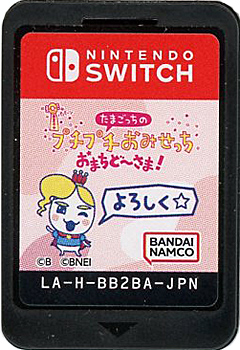 NINTENDO
SWITCH
たまごっちの
プチプチおみせっち
おまちど~さま!
よろしく☆
BANDAI
NAMCO
©B ©BNEI
LA-H-BB2BA-JPN